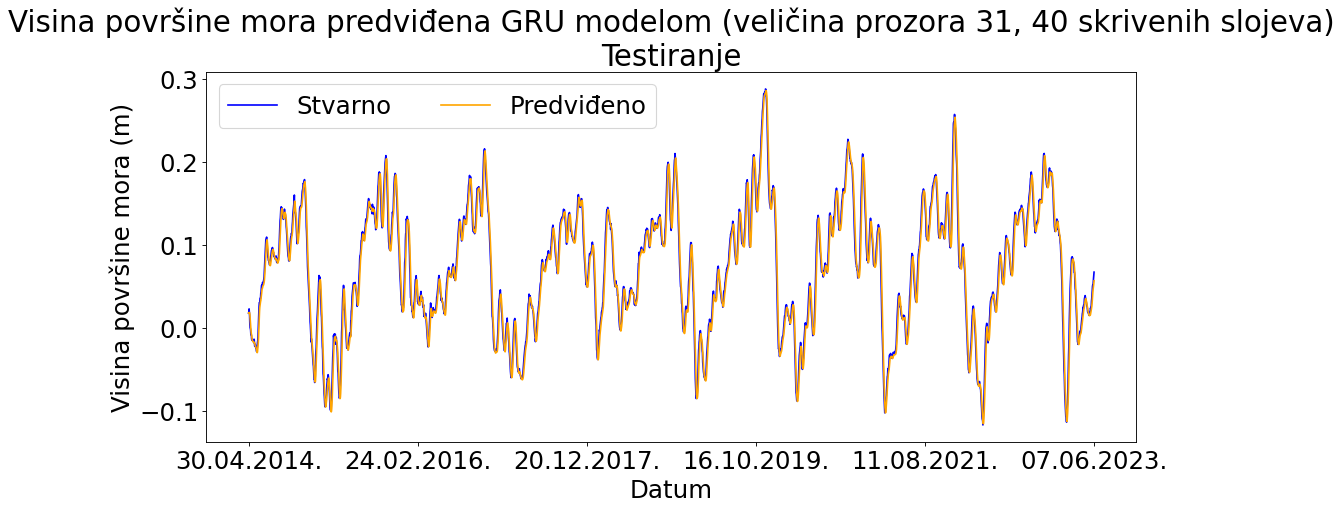 Visina površine mora predviđena GRU modelom (veličina prozora 31, 40 skrivenih slojeva)
Testiranje
Stvarno Predviđeno
Visina površine mora (m)
0.3
0.2
0.1
0.0
−0.1
30.04.2014. 24.02.2016. 20.12.2017. 16.10.2019. 11.08.2021. 07.06.2023.
Datum